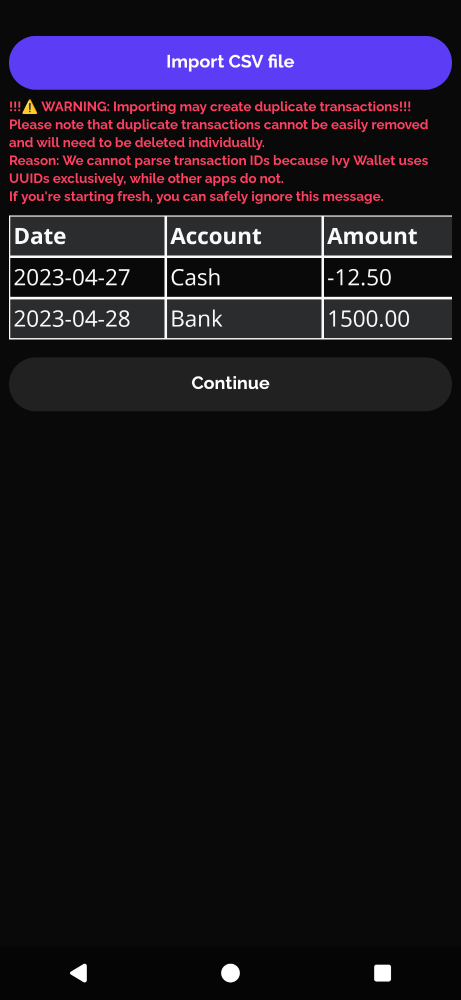 Import CSV file
!!!⚠️ WARNING: Importing may create duplicate transactions!!!
Please note that duplicate transactions cannot be easily removed
and will need to be deleted individually.
Reason: We cannot parse transaction IDs because Ivy Wallet uses
UUIDs exclusively, while other apps do not.
If you're starting fresh, you can safely ignore this message.
Date Account Amount
2023-04-27 Cash -12.50
2023-04-28 Bank 1500.00
Continue